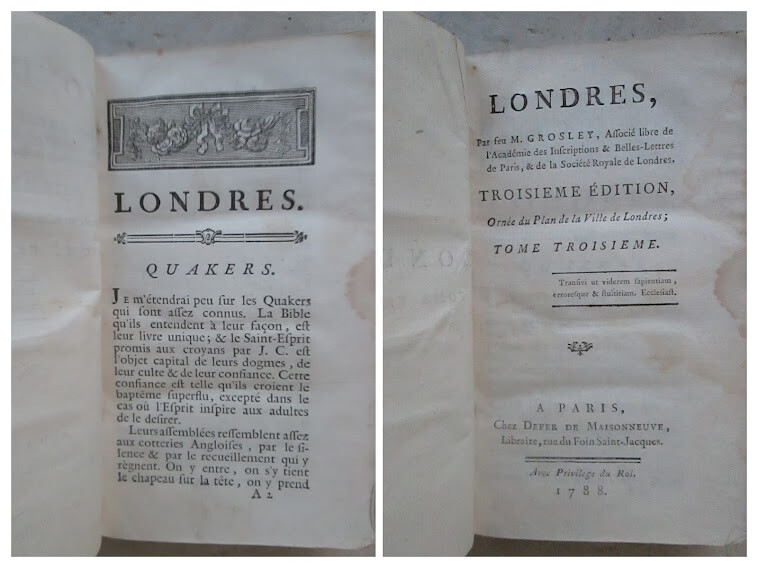 LONDRES.
QUAKERS.
JE m'étendrai peu sur les Quakers
qui sont assez connus. La Bible
qu'ils entendent à leur façon, est
leur livre unique ; & le Saint-Esprit
promis aux croyans par J. C. est
l'objet capital de leurs dogmes, de
leur culte & de leur confiance. Cette
confiance est telle qu'ils croient le
baptême superflu, excepté dans le
cas où l'Esprit inspire aux adultes
de le desirer.
Leurs assemblées ressemblent assez
aux cotteries Angloises, par le si-
lence & par le recueillement qui y
règnent. On y entre, on s'y tient
le chapeau sur la tête, on y prend
A 2
LONDRES,
Par feu M. GROSLEY, Associé libre de
l'Académie des Inscriptions & Belles-Lettres
de Paris, & de la Société Royale de Londres.
TROISIEME ÉDITION,
Ornée du Plan de la Ville de Londres ;
TOME TROISIEME.
Transivi ut viderem sapientiam,
erroresque & stultitiam. Ecclesiast.
A PARIS,
Chez DEFER DE MAISONNEUVE,
Libraire, rue du Foin Saint-Jacques.
Avec Privilege du Roi.
1788.